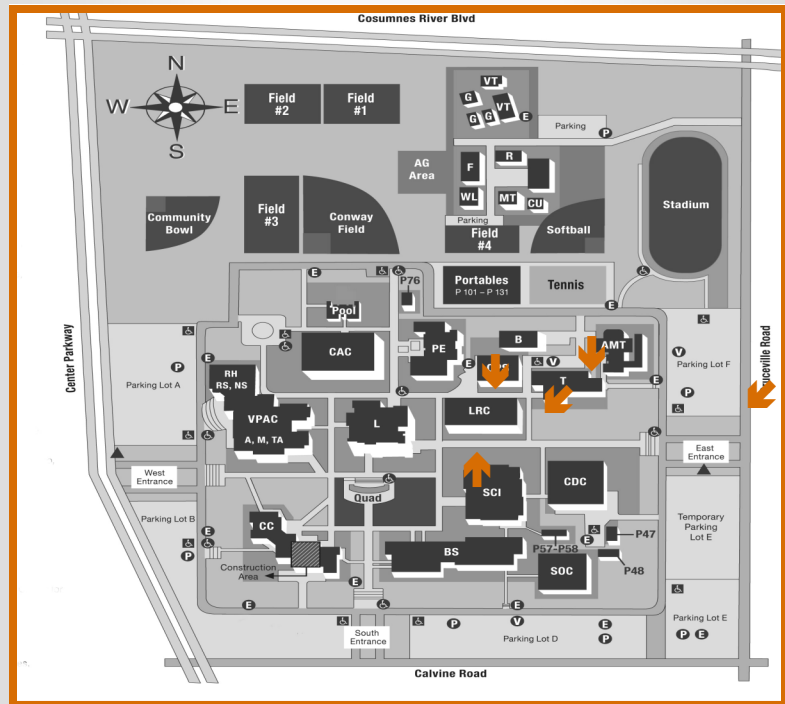 Cosumnes River Blvd
N
W
E
S
Field
#2
Field
#1
VT
G
VT
G
G
E
Parking
P
AG
Area
F
R
WL
MT
CU
Parking
Community
Bowl
Field
#3
Conway
Field
Field
#4
Softball
Stadium
E
P76
Portables
P 101 – P 131
Tennis
E
Pool
CAC
PE
E
B
V
AMT
V
Parking Lot F
P
Center Parkway
Parking Lot A
P
E
RH
RS, NS
VPAC
A, M, TA
L
LRC
T
E
P
West
Entrance
East
Entrance
Quad
SCI
CDC
Parking Lot B
E
P
CC
Construction
Area
BS
E
P57-P58
E
P47
P48
SOC
Temporary
Parking
Lot E
E
E
V
South
Entrance
P
Parking Lot D
E
P
Parking Lot E
P
E
Calvine Road